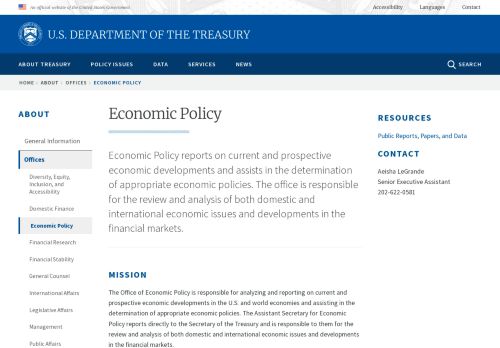 An official website of the United States Government
Accessibility Languages Contact
U.S. DEPARTMENT OF THE TREASURY
ABOUT TREASURY POLICY ISSUES DATA SERVICES NEWS SEARCH
HOME › ABOUT › OFFICES › ECONOMIC POLICY
ABOUT
General Information
Offices
Diversity, Equity,
Inclusion, and
Accessibility
Domestic Finance
Economic Policy
Financial Research
Financial Stability
General Counsel
International Affairs
Legislative Affairs
Management
Public Affairs
Economic Policy
Economic Policy reports on current and prospective
economic developments and assists in the determination
of appropriate economic policies. The office is responsible
for the review and analysis of both domestic and
international economic issues and developments in the
financial markets.
MISSION
The Office of Economic Policy is responsible for analyzing and reporting on current and
prospective economic developments in the U.S. and world economies and assisting in the
determination of appropriate economic policies. The Assistant Secretary for Economic
Policy reports directly to the Secretary of the Treasury and is responsible to them for the
review and analysis of both domestic and international economic issues and developments
in the financial markets.
RESOURCES
Public Reports, Papers, and Data
CONTACT
Aeisha LeGrande
Senior Executive Assistant
202-622-0581